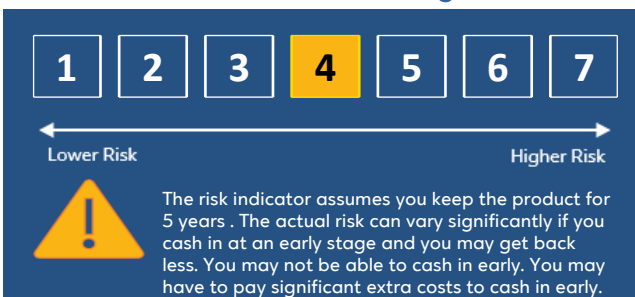 1 2 3 4 5 6 7
Lower Risk Higher Risk
The risk indicator assumes you keep the product for
5 years . The actual risk can vary significantly if you
cash in at an early stage and you may get back
less. You may not be able to cash in early. You may
have to pay significant extra costs to cash in early.